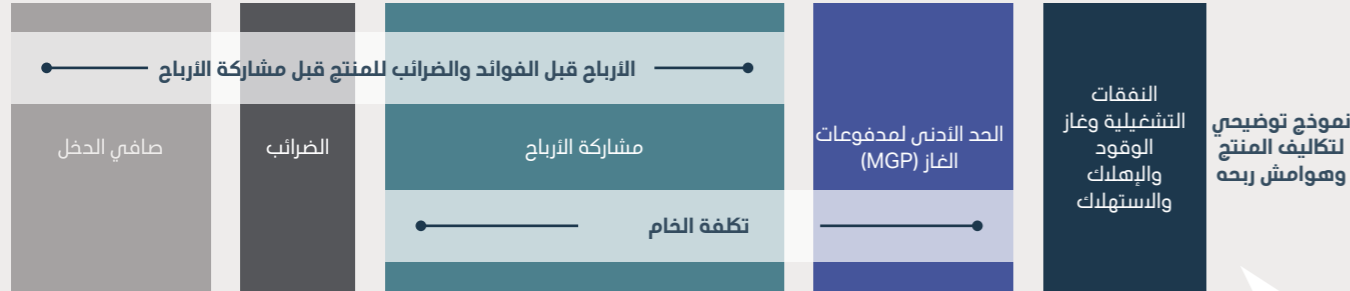 نموذج توضيحي
لتكاليف المنتج
وهوامش ربحه
النفقات
التشغيلية وغاز
الوقود
والإهلاك
والاستهلاك
الحد الأدنى لمدفوعات
الغاز (MGP)
الأرباح قبل الفوائد والضرائب للمنتج قبل مشاركة الأرباح
مشاركة الأرباح
الضرائب
صافي الدخل
تكلفة الخام